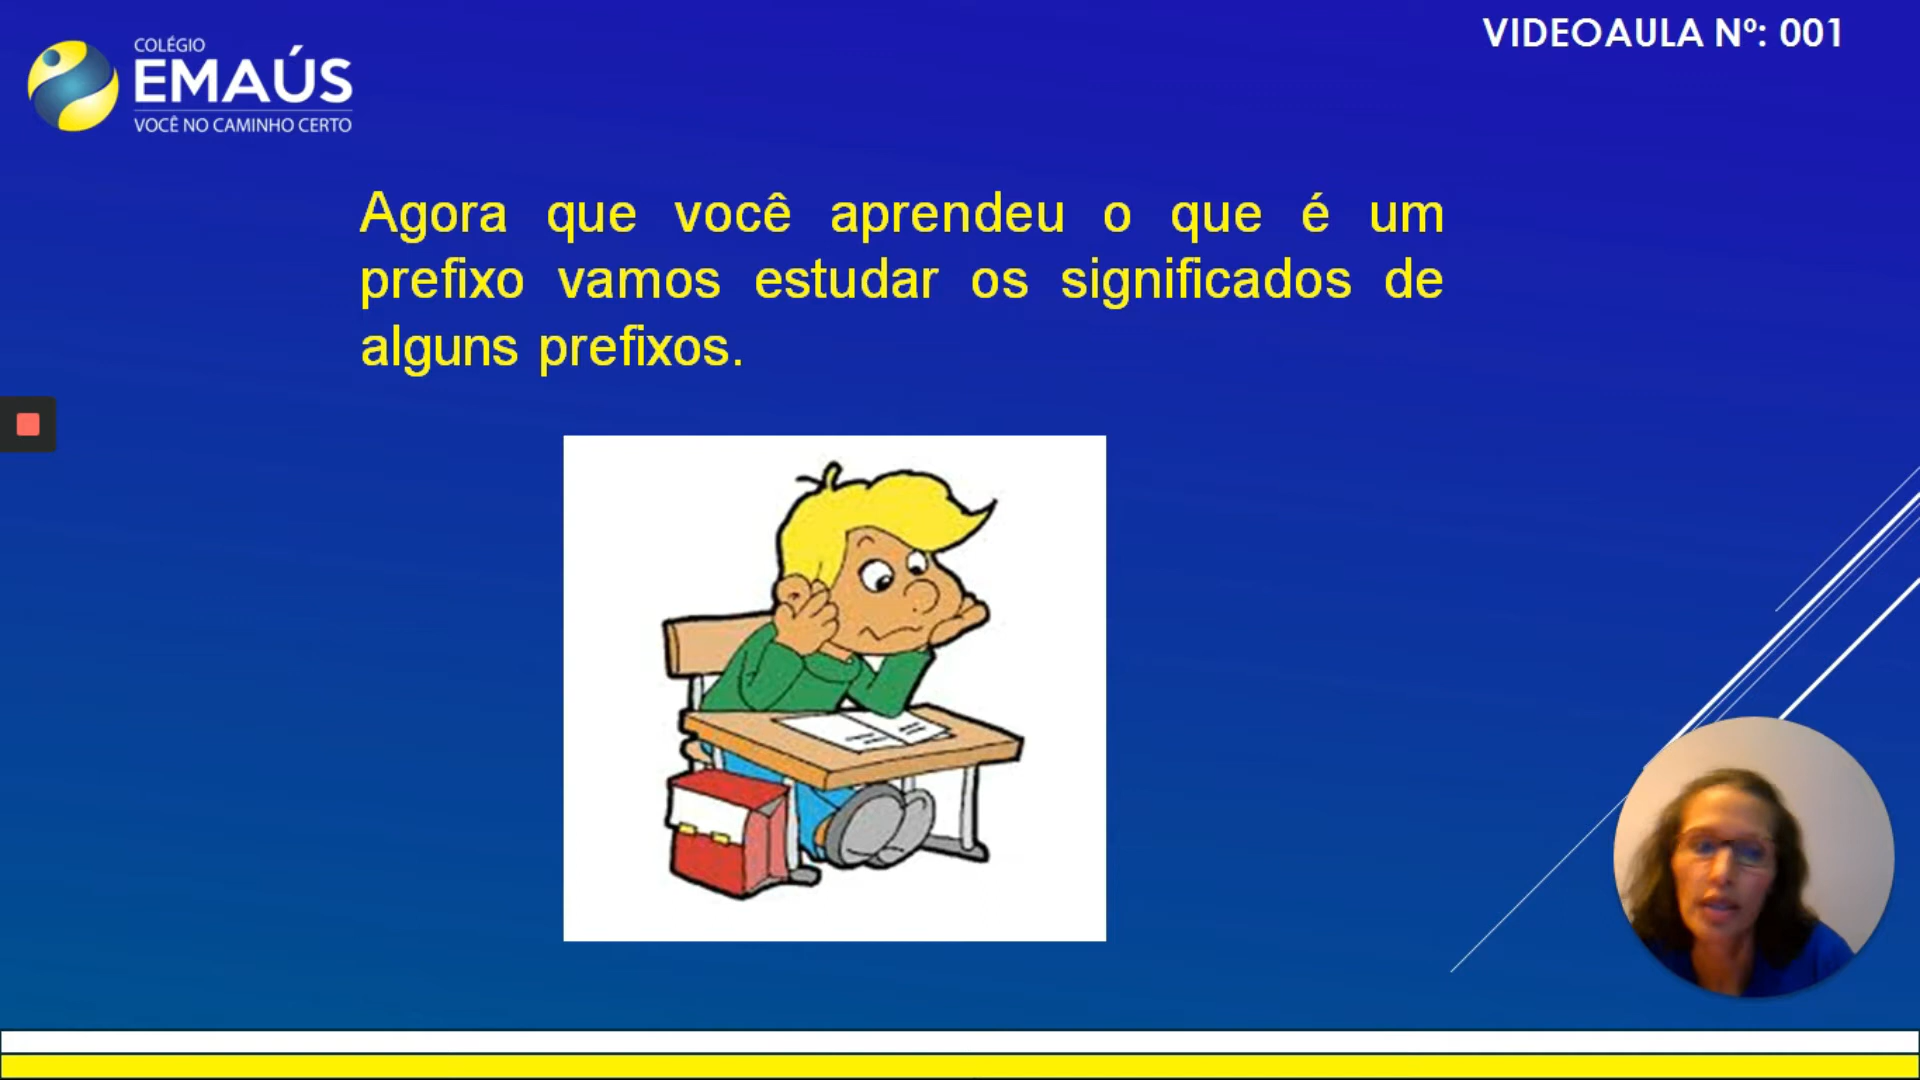 COLÉGIO
EMAÚS
VOCÊ NO CAMINHO CERTO
VIDEOAULA Nº: 001
Agora que você aprendeu o que é um
prefixo vamos estudar os significados de
alguns prefixos.